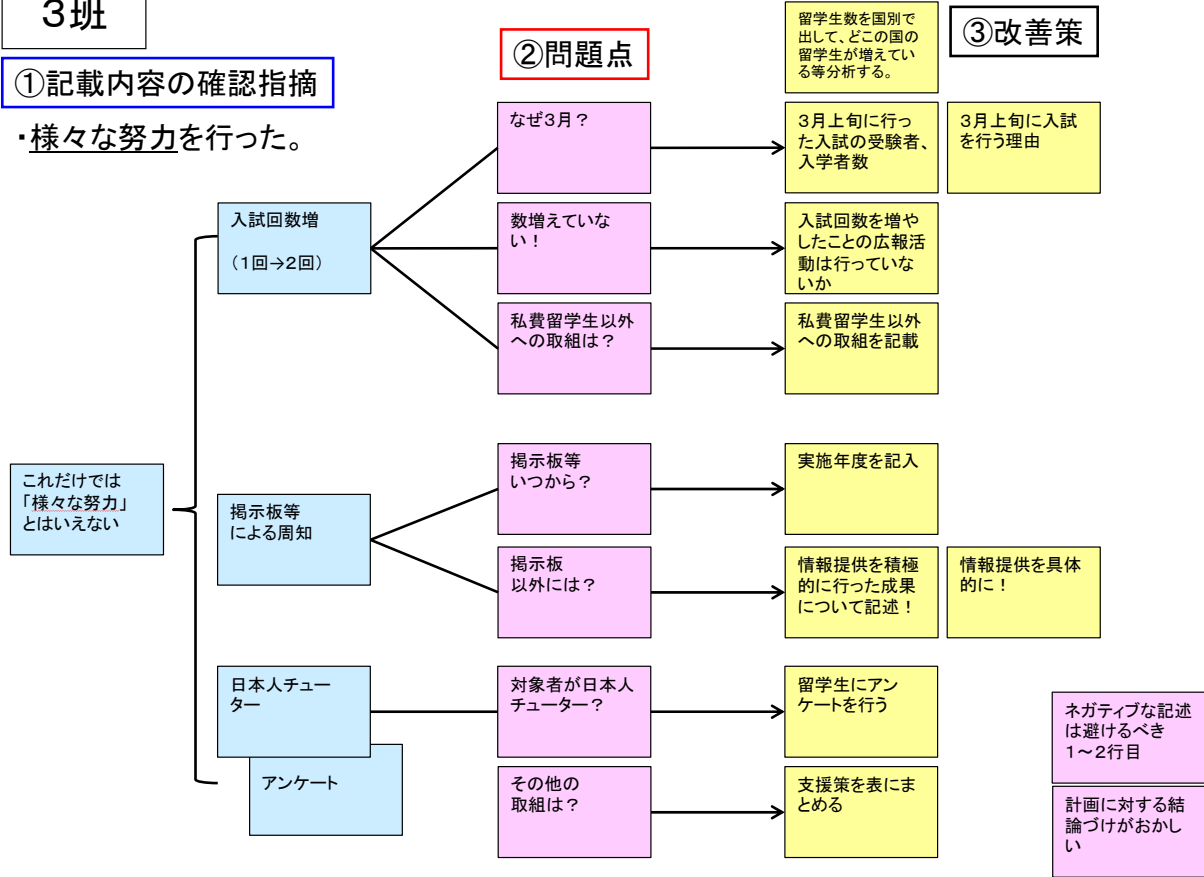 3班
①記載内容の確認指摘
・様々な努力を行った。
②問題点
③改善策
留学生数を国別で
出して、どこの国の
留学生が増えてい
る等分析する。
これだけでは
「様々な努力」
とはいえない
入試回数増
(1回→2回)
なぜ3月?
3月上旬に行っ
た入試の受験者、
入学者数
3月上旬に入試
を行う理由
数増えていな
い!
入試回数を増や
したことの広報活
動は行っていな
いか
私費留学生以外
への取組は?
私費留学生以外
への取組を記載
掲示板等
による周知
掲示板等
いつから?
実施年度を記入
掲示板
以外には?
情報提供を積極
的に行った成果
について記述!
情報提供を具体
的に!
日本人チュー
ター
アンケート
対象者が日本人
チューター?
留学生にアン
ケートを行う
その他の
取組は?
支援策を表にま
とめる
ネガティブな記述
は避けるべき
1~2行目
計画に対する結
論づけがおかし
い